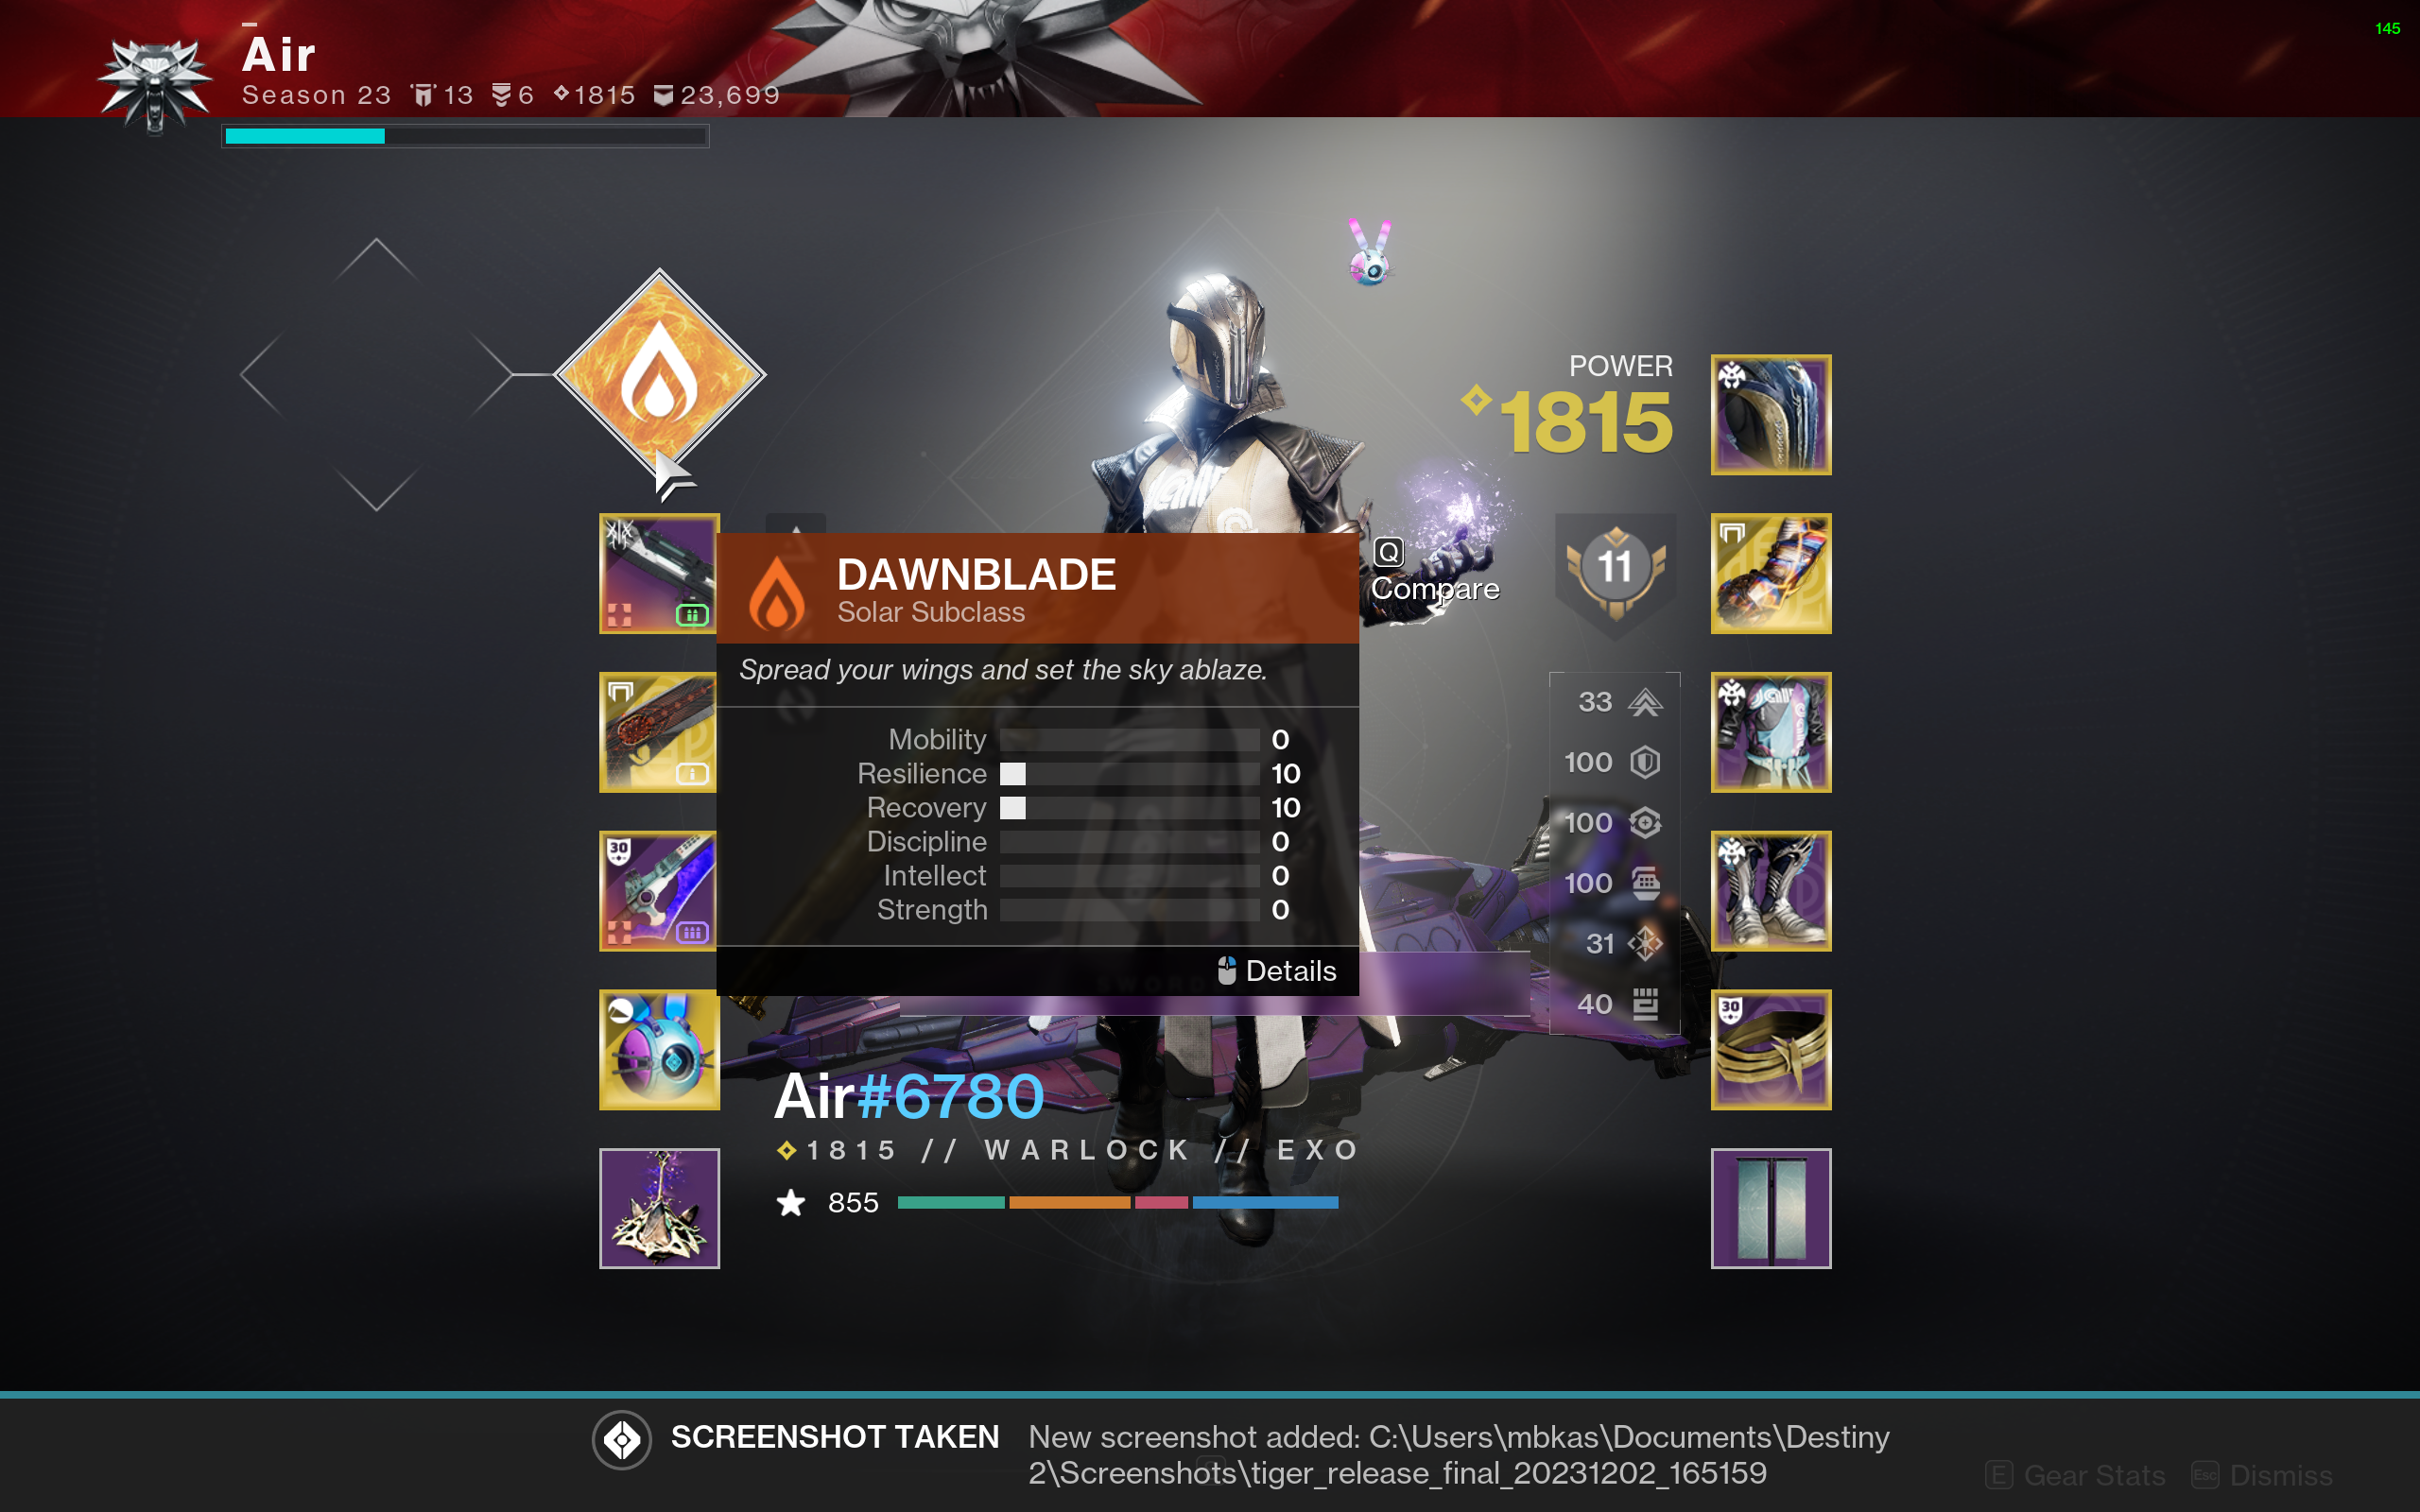 Air
145
Season 23 13 6 1815 23,699
POWER
1815
11
Q
Compare
DAWNBLADE
Solar Subclass
Spread your wings and set the sky ablaze.
Mobility 0
Resilience 10
Recovery 10
Discipline 0
Intellect 0
Strength 0
Details
33
100
100
100
31
40
30
30
Air#6780
1815 // WARLOCK // EXO
855
SCREENSHOT TAKEN
New screenshot added: C:\Users\mbkas\Documents\Destiny
2\Screenshots\tiger_release_final_20231202_165159
E Gear Stats Esc Dismiss